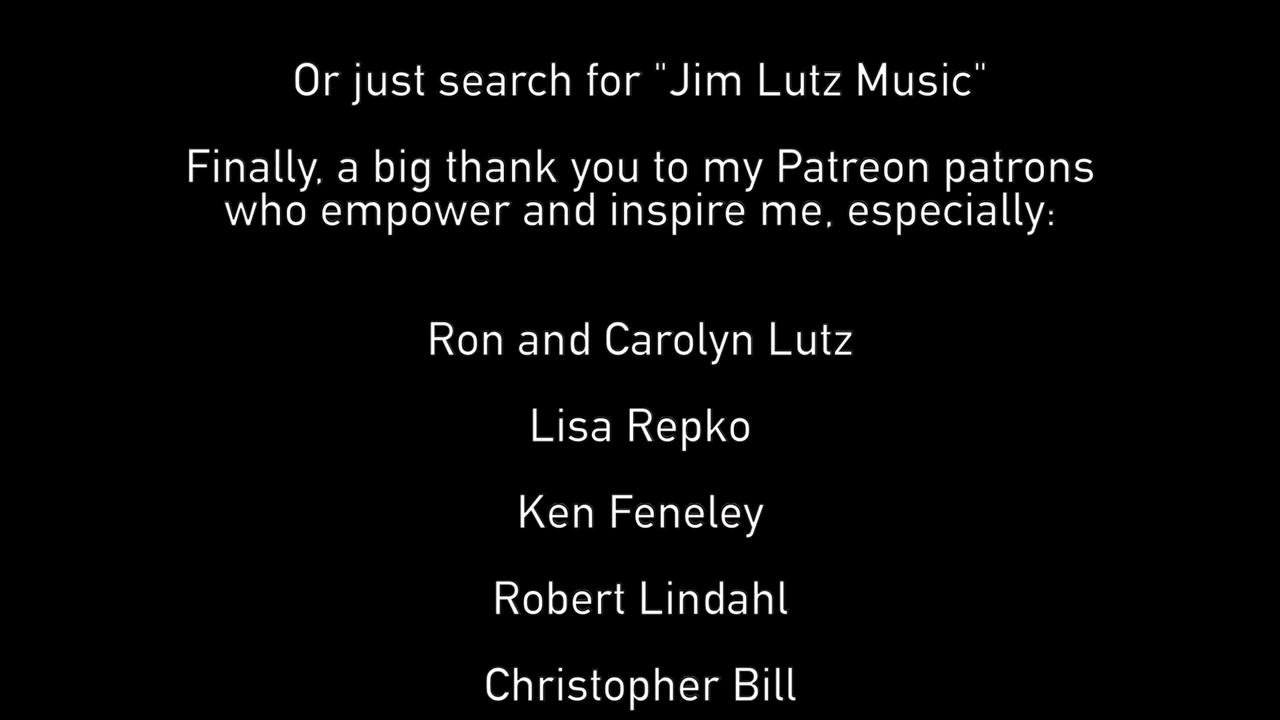 Or just search for "Jim Lutz Music"
Finally, a big thank you to my Patreon patrons
who empower and inspire me, especially:
Ron and Carolyn Lutz
Lisa Repko
Ken Feneley
Robert Lindahl
Christopher Bill